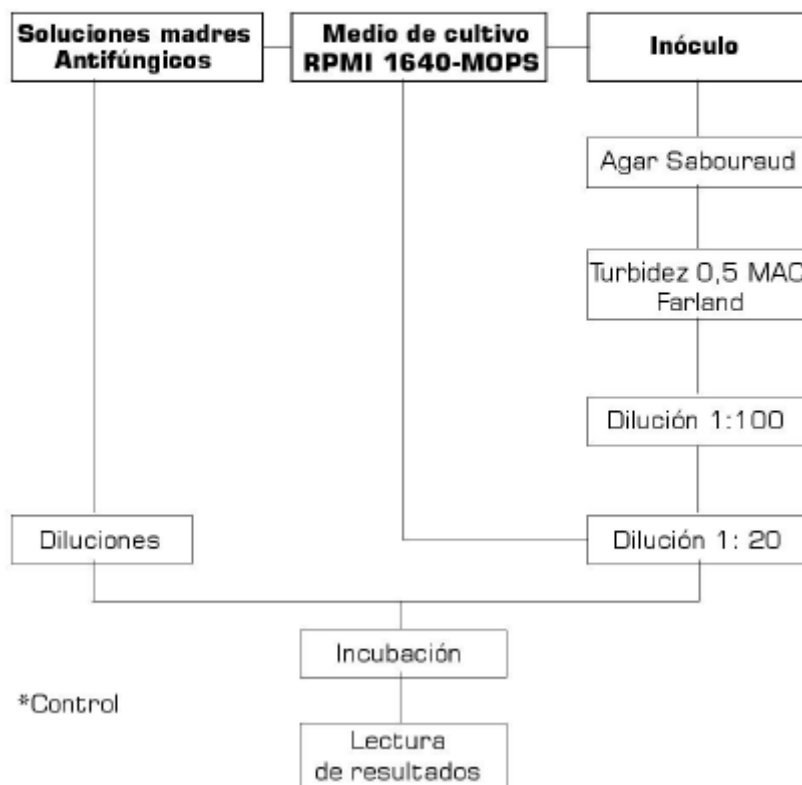 Soluciones madres
Antifúngicos
Medio de cultivo
RPMI 1640-MOPS
Inóculo
Agar Sabouraud
Turbidez 0,5 MAC
Farland
Dilución 1:100
Diluciones
Dilución 1: 20
Incubación
*Control
Lectura
de resultados